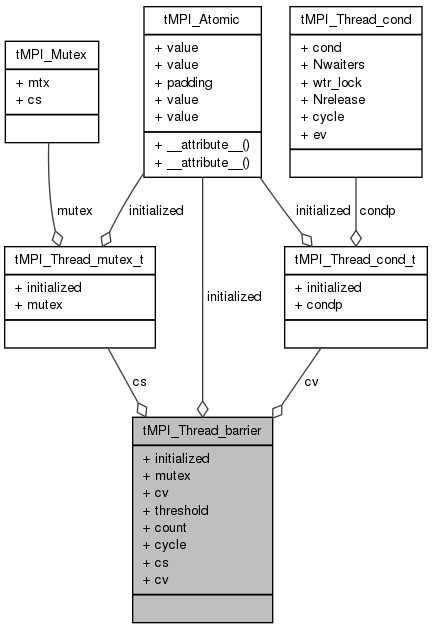 tMPI_Atomic
+ value
+ value
+ padding
+ value
+ value
+ __attribute__()
+ __attribute__()
tMPI_Thread_cond
+ cond
+ Nwaiters
+ wtr_lock
+ Nrelease
+ cycle
+ ev
tMPI_Mutex
+ mtx
+ cs
mutex
initialized
initialized
condp
tMPI_Thread_mutex_t
+ initialized
+ mutex
initialized
tMPI_Thread_cond_t
+ initialized
+ condp
cs
cv
tMPI_Thread_barrier
+ initialized
+ mutex
+ cv
+ threshold
+ count
+ cycle
+ cs
+ cv